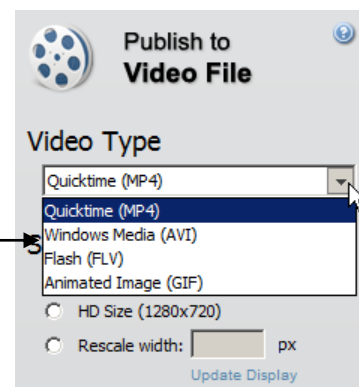 Publish to
Video File
?
Video Type
Quicktime (MP4)
Quicktime (MP4)
Windows Media (AVI)
Flash (FLV)
Animated Image (GIF)
HD Size (1280x720)
Rescale width: px
Update Display